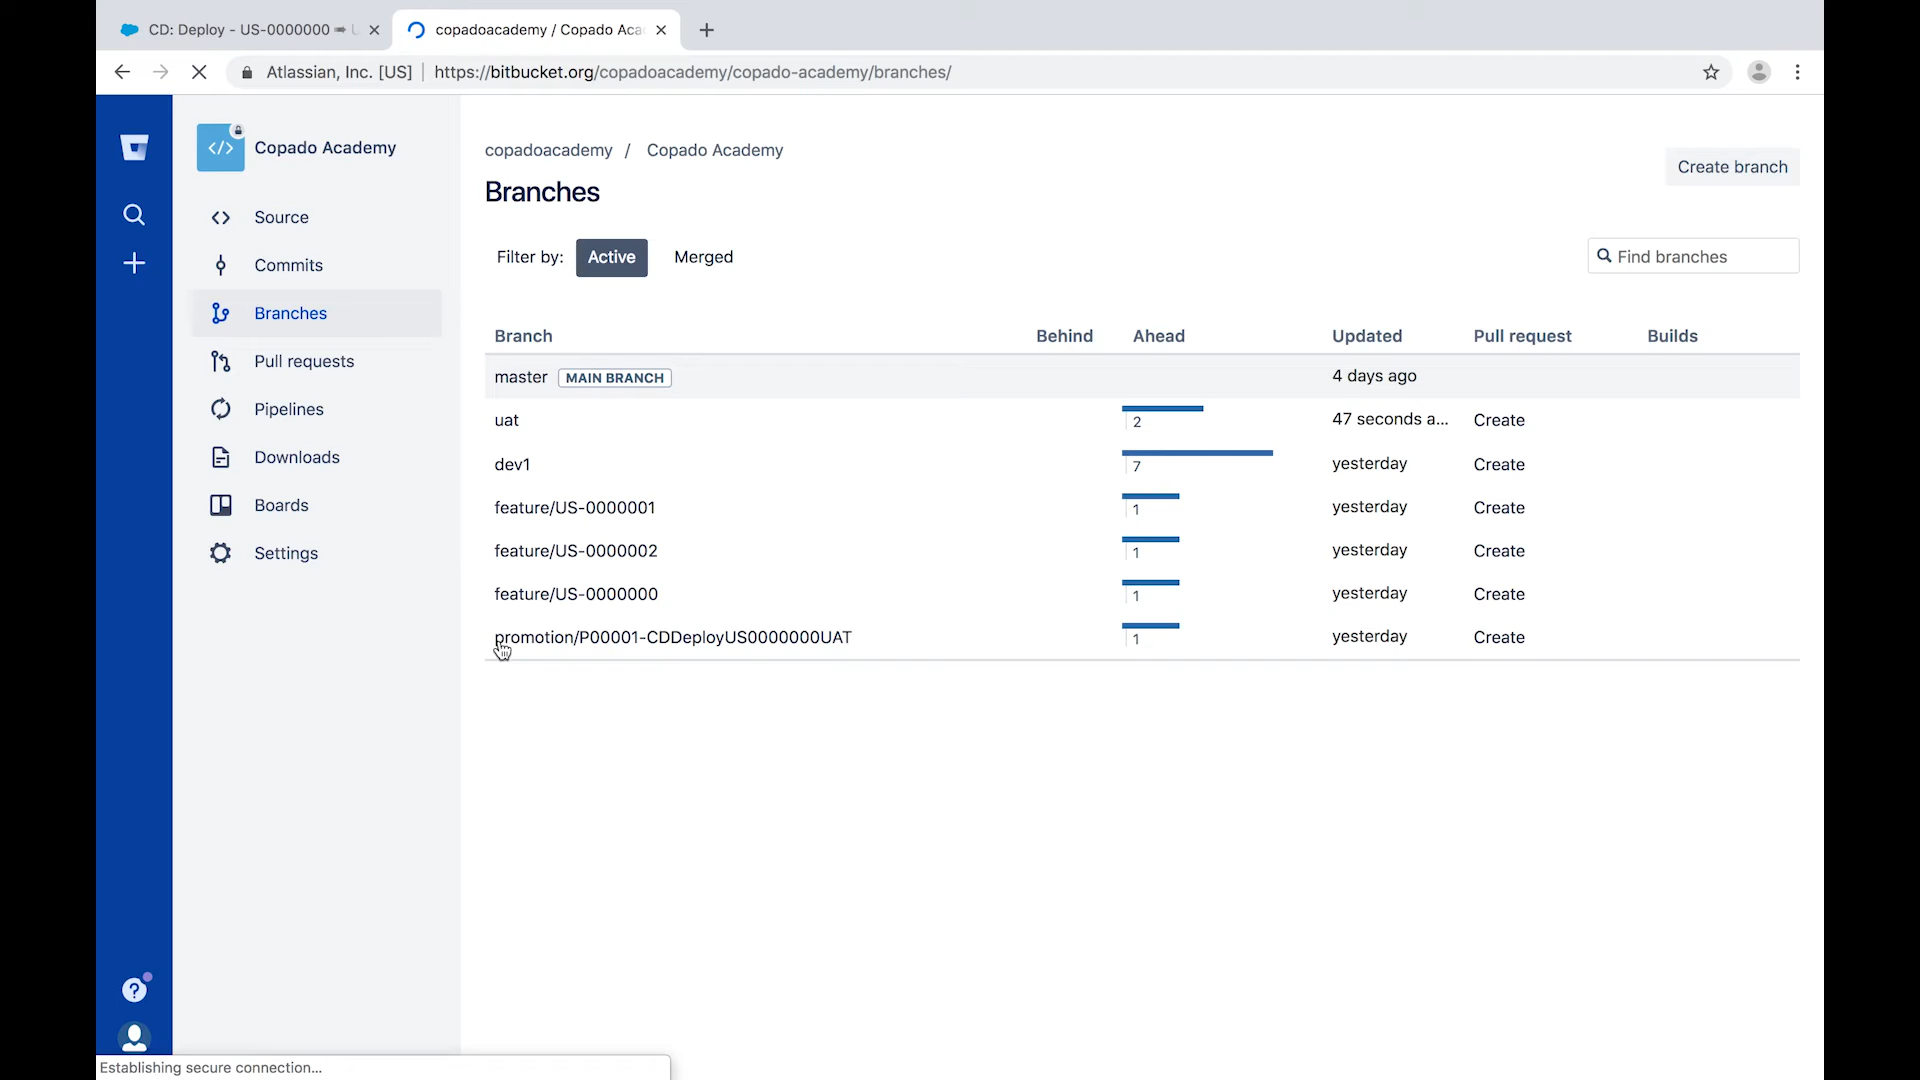 CD: Deploy - US-0000000 ➡ U
copadoacademy / Copado Aca
Atlassian, Inc. [US] | https://bitbucket.org/copadoacademy/copado-academy/branches/
Copado Academy
Source
Commits
Branches
Pull requests
Pipelines
Downloads
Boards
Settings
copadoacademy / Copado Academy
Create branch
Branches
Filter by: Active Merged
Find branches
Branch Behind Ahead Updated Pull request Builds
master MAIN BRANCH 4 days ago
uat 2 47 seconds a... Create
dev1 7 yesterday Create
feature/US-0000001 1 yesterday Create
feature/US-0000002 1 yesterday Create
feature/US-0000000 1 yesterday Create
promotion/P00001-CDDeployUS0000000UAT 1 yesterday Create
Establishing secure connection...